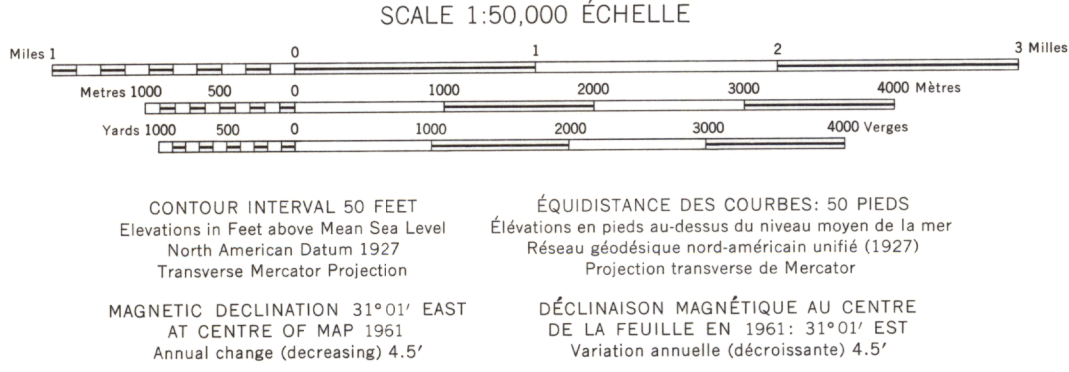 SCALE 1:50,000 ÉCHELLE
Miles 1 0 1 2 3 Milles
Metres 1000 500 0 1000 2000 3000 4000 Mètres
Yards 1000 500 0 1000 2000 3000 4000 Verges
CONTOUR INTERVAL 50 FEET
Elevations in Feet above Mean Sea Level
North American Datum 1927
Transverse Mercator Projection
ÉQUIDISTANCE DES COURBES: 50 PIEDS
Élévations en pieds au-dessus du niveau moyen de la mer
Réseau géodésique nord-américain unifié (1927)
Projection transverse de Mercator
MAGNETIC DECLINATION 31°01′ EAST
AT CENTRE OF MAP 1961
Annual change (decreasing) 4.5′
DÉCLINAISON MAGNÉTIQUE AU CENTRE
DE LA FEUILLE EN 1961: 31°01′ EST
Variation annuelle (décroissante) 4.5′